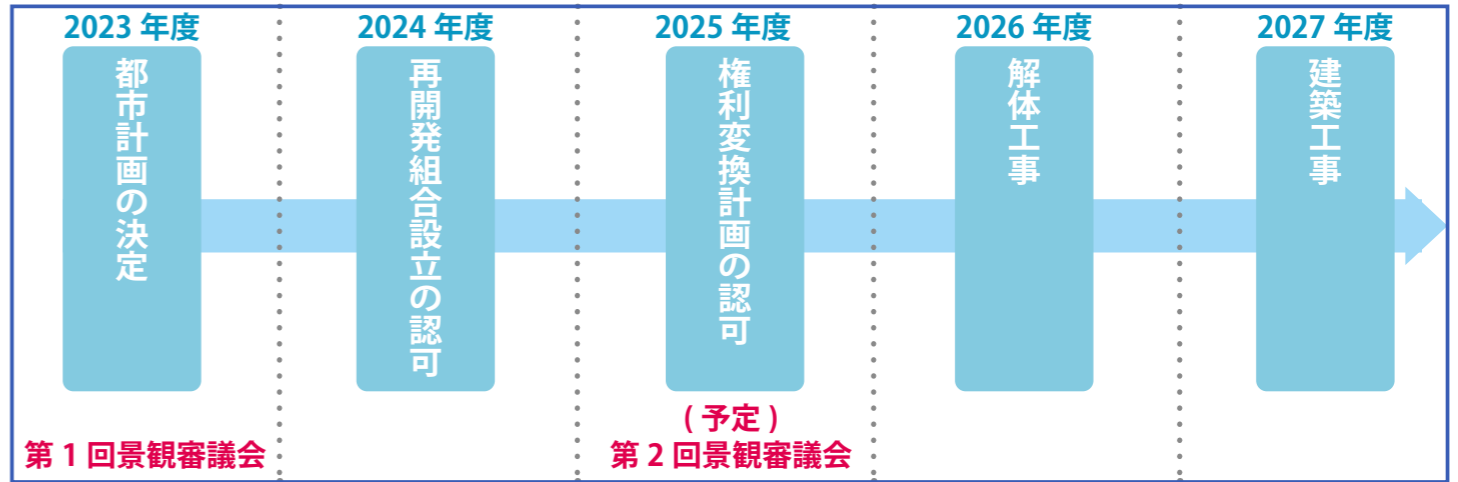 2023 年度
都市計画の決定
第 1 回景観審議会
2024 年度
再開発組合設立の認可
2025 年度
権利変換計画の認可
( 予定 )
第 2 回景観審議会
2026 年度
解体工事
2027 年度
建築工事